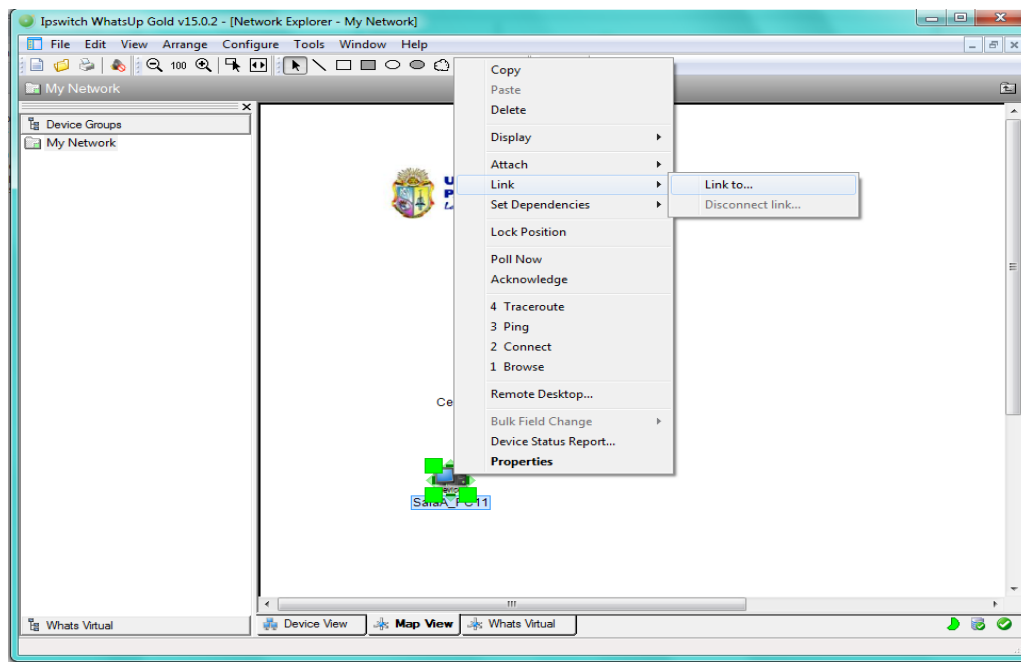 Ipswitch WhatsUp Gold v15.0.2 - [Network Explorer - My Network]
File Edit View Arrange Configure Tools Window Help
100
My Network
Device Groups
My Network
U
P
L
Ce
SalaA_PC11
Copy
Paste
Delete
Display
Attach
Link
Set Dependencies
Lock Position
Poll Now
Acknowledge
4 Traceroute
3 Ping
2 Connect
1 Browse
Remote Desktop...
Bulk Field Change
Device Status Report...
Properties
Link to...
Disconnect link...
Whats Virtual
Device View Map View Whats Virtual